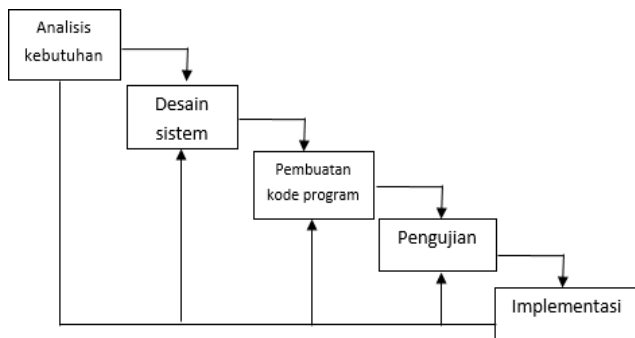 Analisis
kebutuhan
Desain
sistem
Pembuatan
kode program
Pengujian
Implementasi